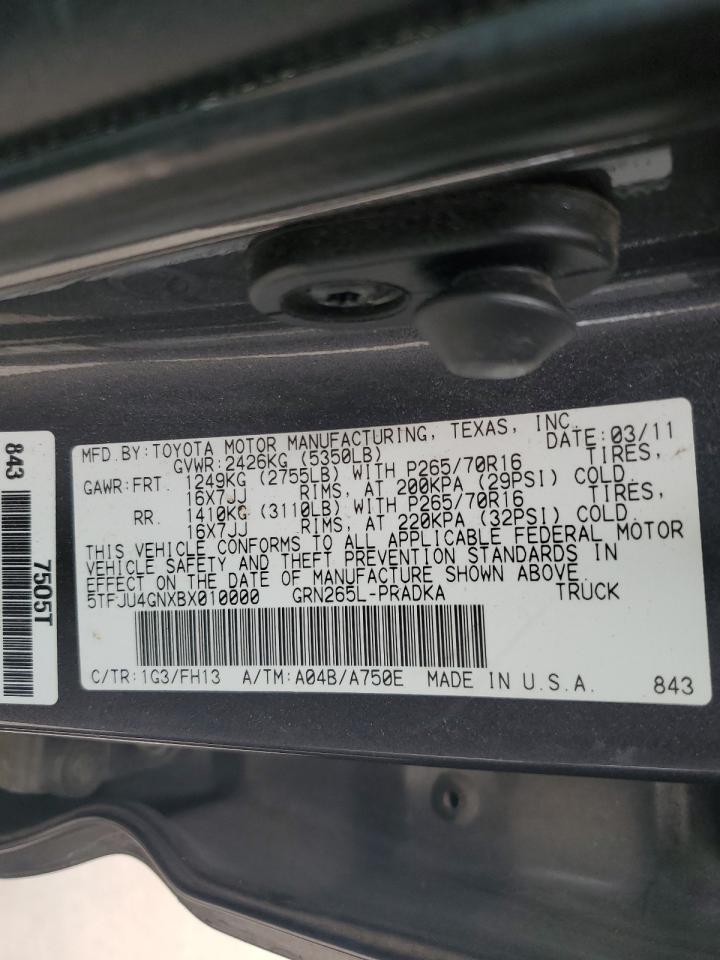 MFD.BY:TOYOTA MOTOR MANUFACTURING, TEXAS, INC.
GVWR:2426KG (5350LB) DATE:03/11
GAWR:FRT. 1249KG (2755LB) WITH P265/70R16 TIRES,
16X7JJ RIMS, AT 200KPA (29PSI) COLD
RR. 1410KG (3110LB) WITH P265/70R16 TIRES,
16X7JJ RIMS, AT 220KPA (32PSI) COLD
THIS VEHICLE CONFORMS TO ALL APPLICABLE FEDERAL MOTOR
VEHICLE SAFETY AND THEFT PREVENTION STANDARDS IN
EFFECT ON THE DATE OF MANUFACTURE SHOWN ABOVE.
5TFJU4GNXBX010000 GRN265L-PRADKA TRUCK
C/TR:1G3/FH13 A/TM:A04B/A750E MADE IN U.S.A. 843
843
7505T